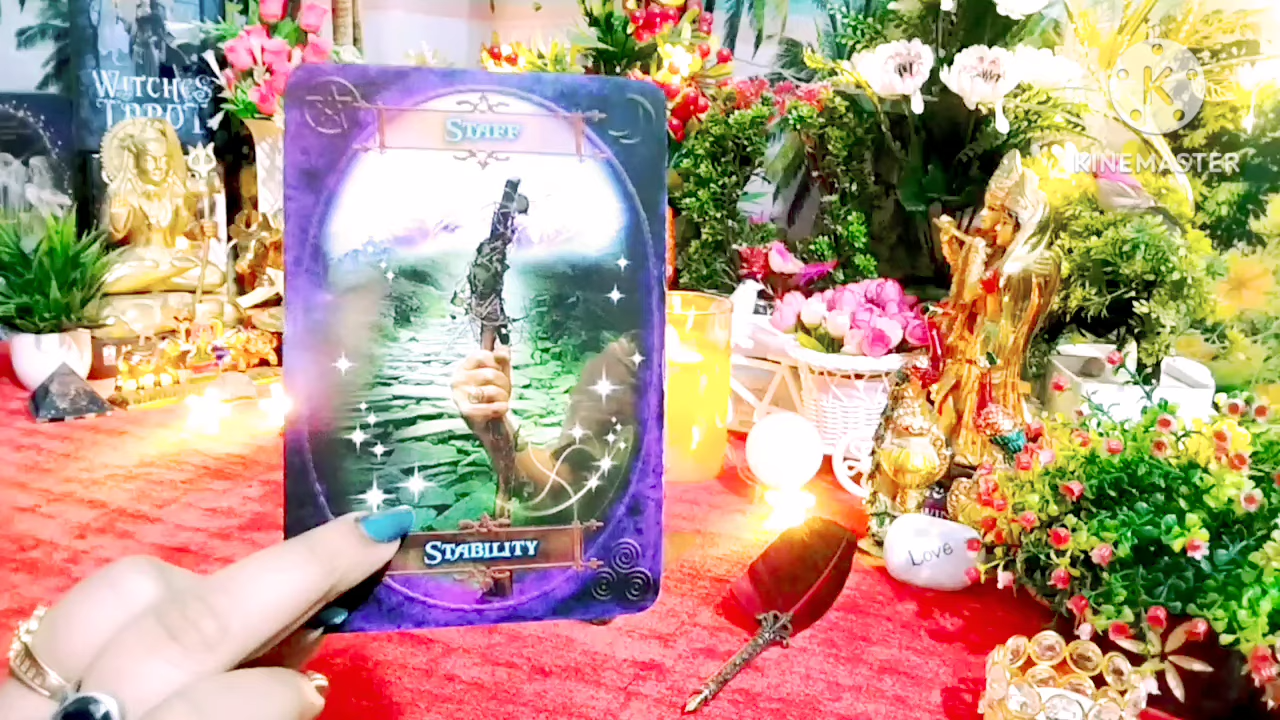 WITCHES
TAROT
STAFF
STABILITY
K
KINEMASTER
Love